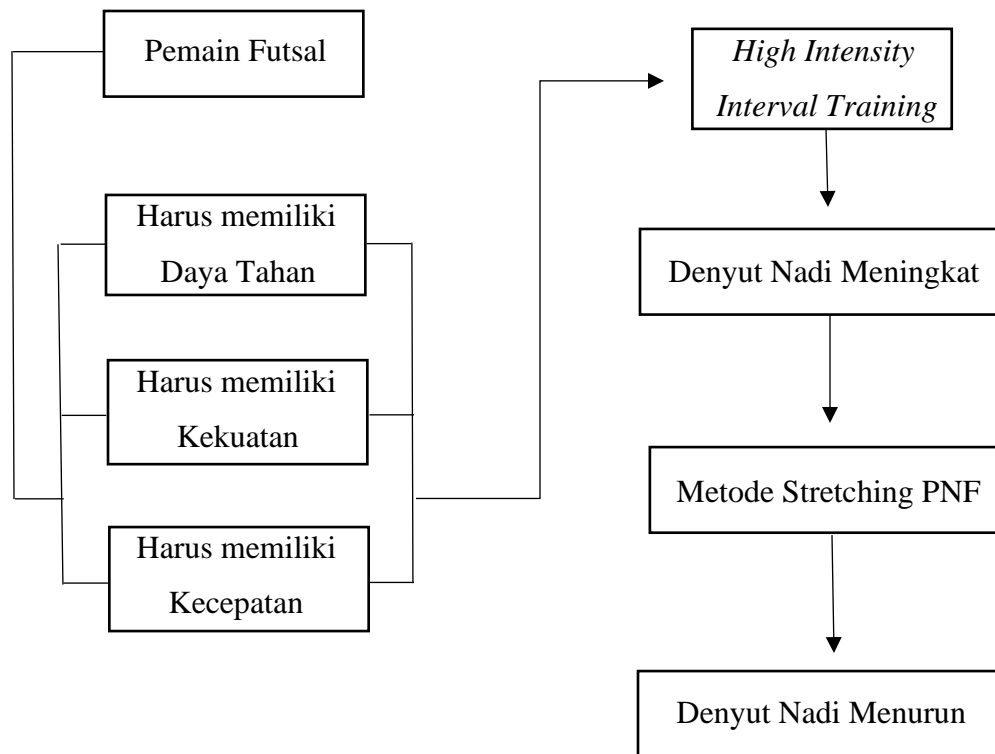 Pemain Futsal
Harus memiliki
Daya Tahan
Harus memiliki
Kekuatan
Harus memiliki
Kecepatan
High Intensity
Interval Training
Denyut Nadi Meningkat
Metode Stretching PNF
Denyut Nadi Menurun